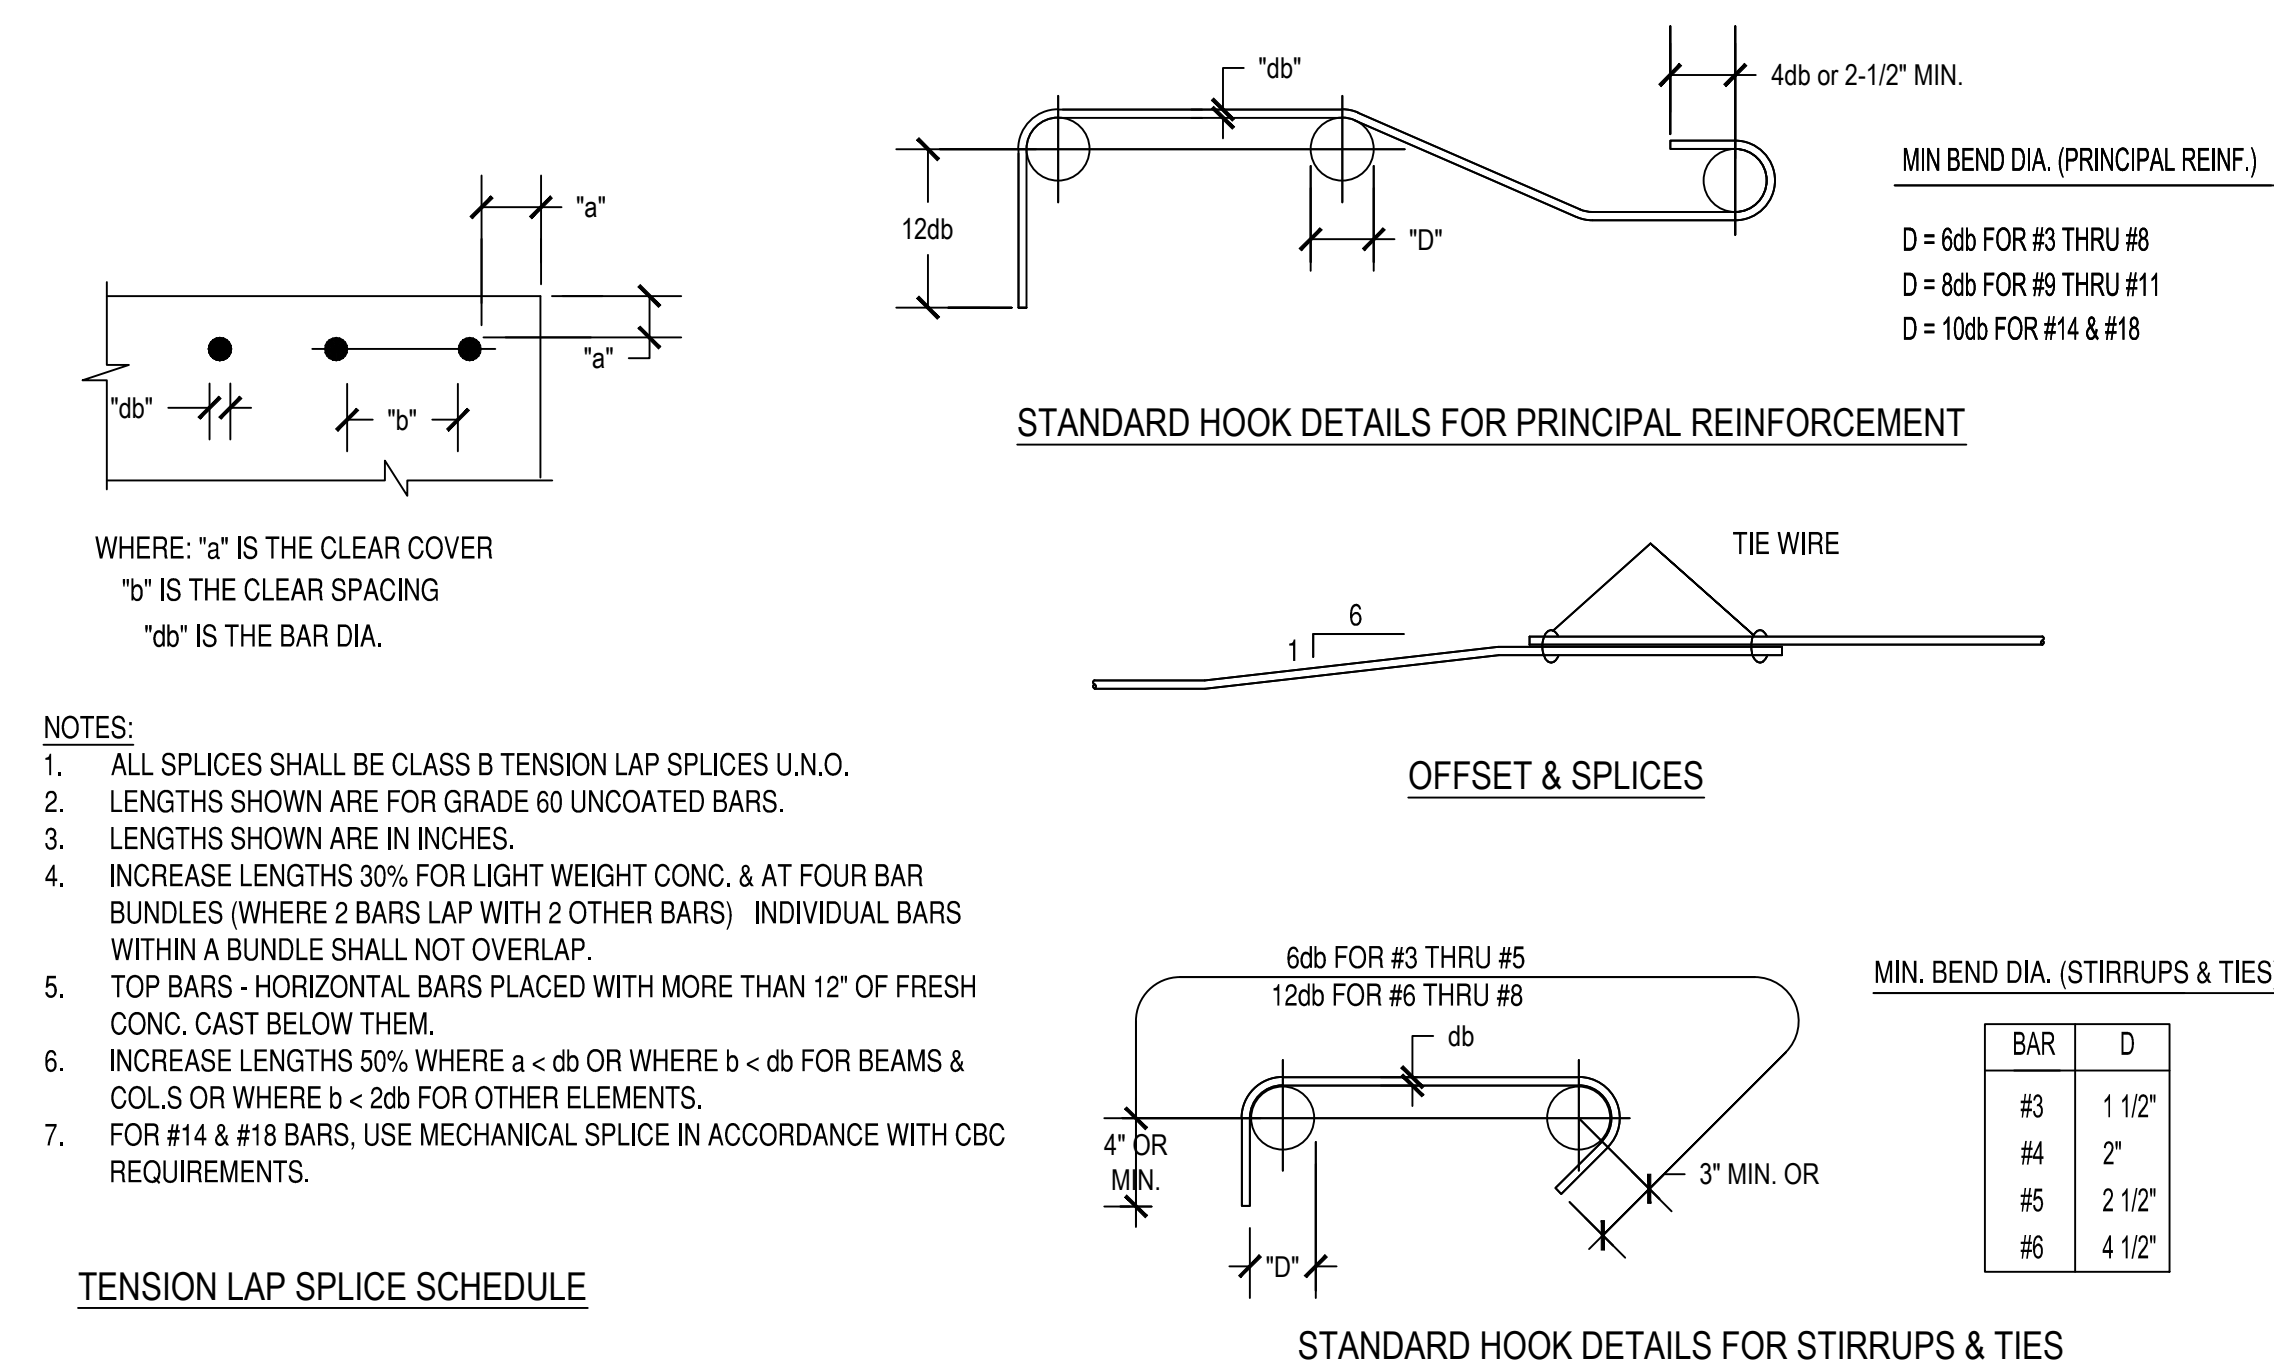 "a"
"a"
"db"
"b"
WHERE: "a" IS THE CLEAR COVER
"b" IS THE CLEAR SPACING
"db" IS THE BAR DIA.
NOTES:
1. ALL SPLICES SHALL BE CLASS B TENSION LAP SPLICES U.N.O.
2. LENGTHS SHOWN ARE FOR GRADE 60 UNCOATED BARS.
3. LENGTHS SHOWN ARE IN INCHES.
4. INCREASE LENGTHS 30% FOR LIGHT WEIGHT CONC. & AT FOUR BAR
BUNDLES (WHERE 2 BARS LAP WITH 2 OTHER BARS) INDIVIDUAL BARS
WITHIN A BUNDLE SHALL NOT OVERLAP.
5. TOP BARS - HORIZONTAL BARS PLACED WITH MORE THAN 12" OF FRESH
CONC. CAST BELOW THEM.
6. INCREASE LENGTHS 50% WHERE a < db OR WHERE b < db FOR BEAMS &
COL.S OR WHERE b < 2db FOR OTHER ELEMENTS.
7. FOR #14 & #18 BARS, USE MECHANICAL SPLICE IN ACCORDANCE WITH CBC
REQUIREMENTS.
TENSION LAP SPLICE SCHEDULE
"db"
4db or 2-1/2" MIN.
12db
"D"
MIN BEND DIA. (PRINCIPAL REINF.)
D = 6db FOR #3 THRU #8
D = 8db FOR #9 THRU #11
D = 10db FOR #14 & #18
STANDARD HOOK DETAILS FOR PRINCIPAL REINFORCEMENT
TIE WIRE
6
1
OFFSET & SPLICES
6db FOR #3 THRU #5
12db FOR #6 THRU #8
db
4" OR
MIN.
3" MIN. OR
"D"
MIN. BEND DIA. (STIRRUPS & TIES)
BAR D
#3 1 1/2"
#4 2"
#5 2 1/2"
#6 4 1/2"
STANDARD HOOK DETAILS FOR STIRRUPS & TIES